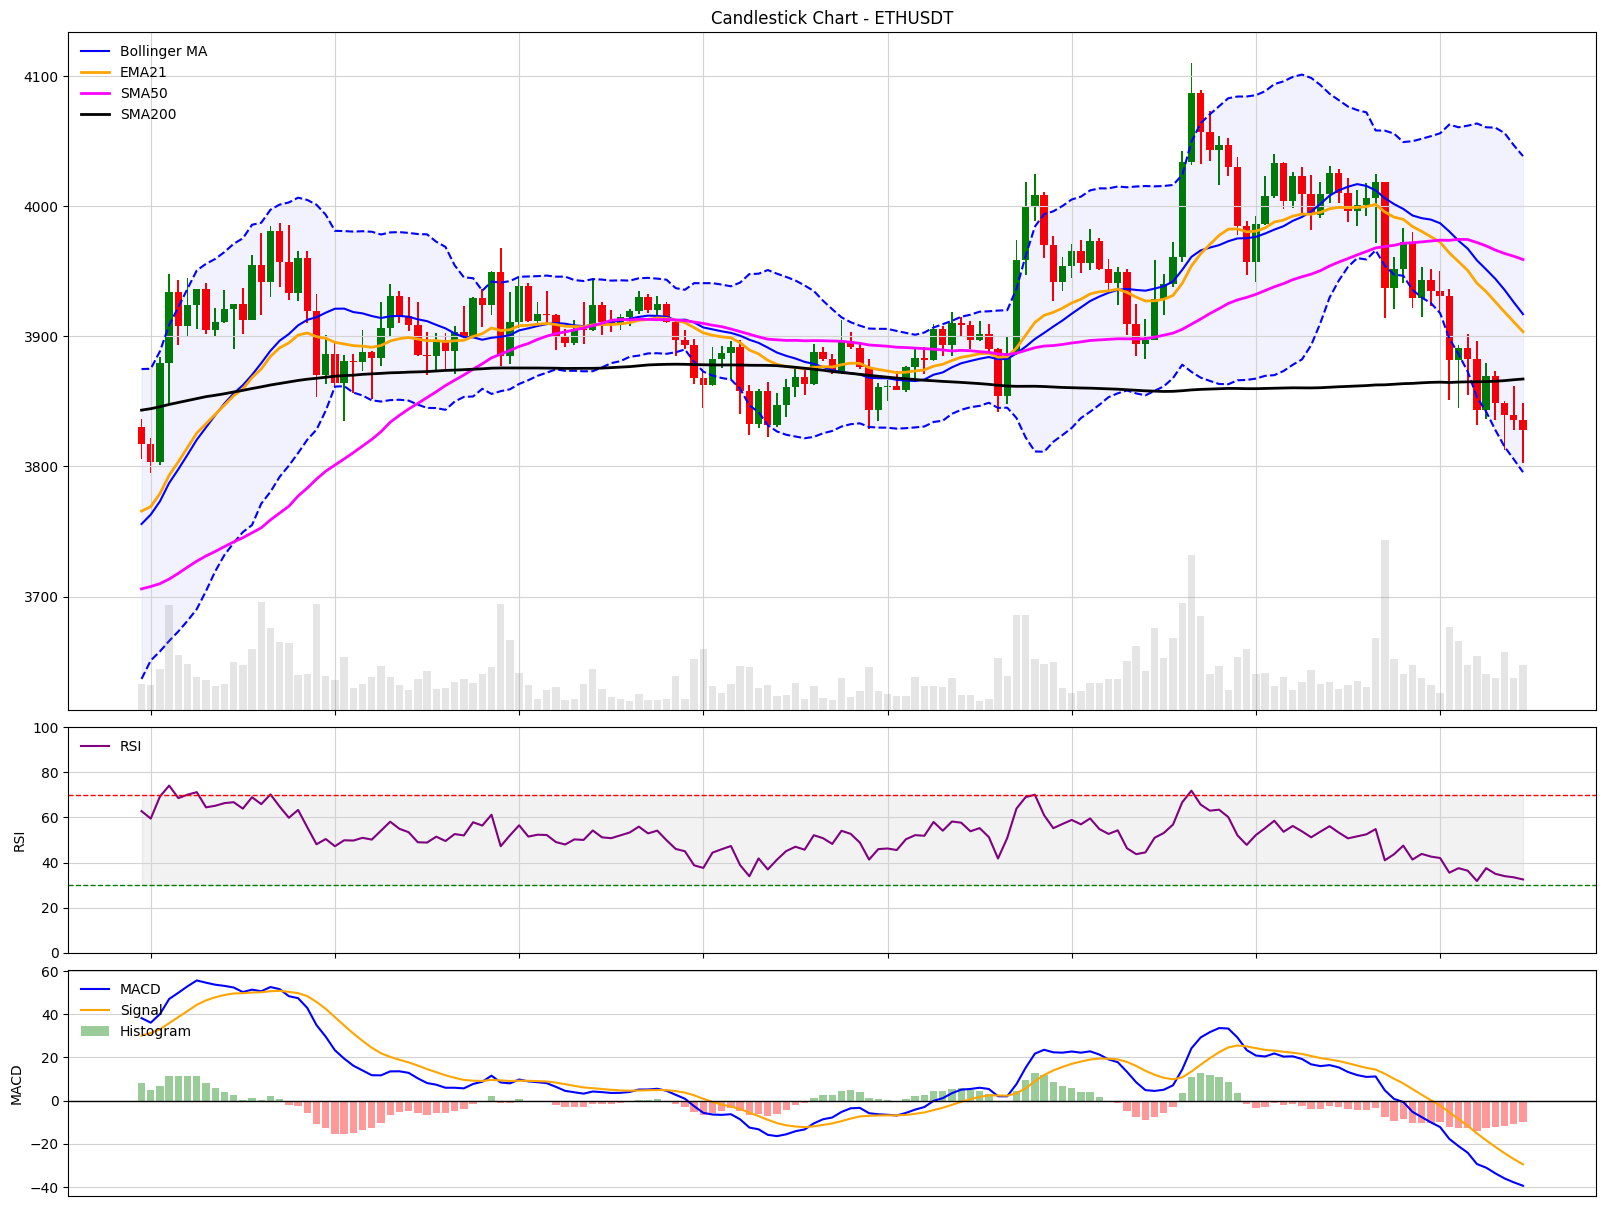 Candlestick Chart - ETHUSDT
Bollinger MA
EMA21
SMA50
SMA200
4100
4000
3900
3800
3700
RSI
100
80
60
40
20
0
RSI
MACD
Signal
Histogram
60
40
20
0
−20
−40
MACD